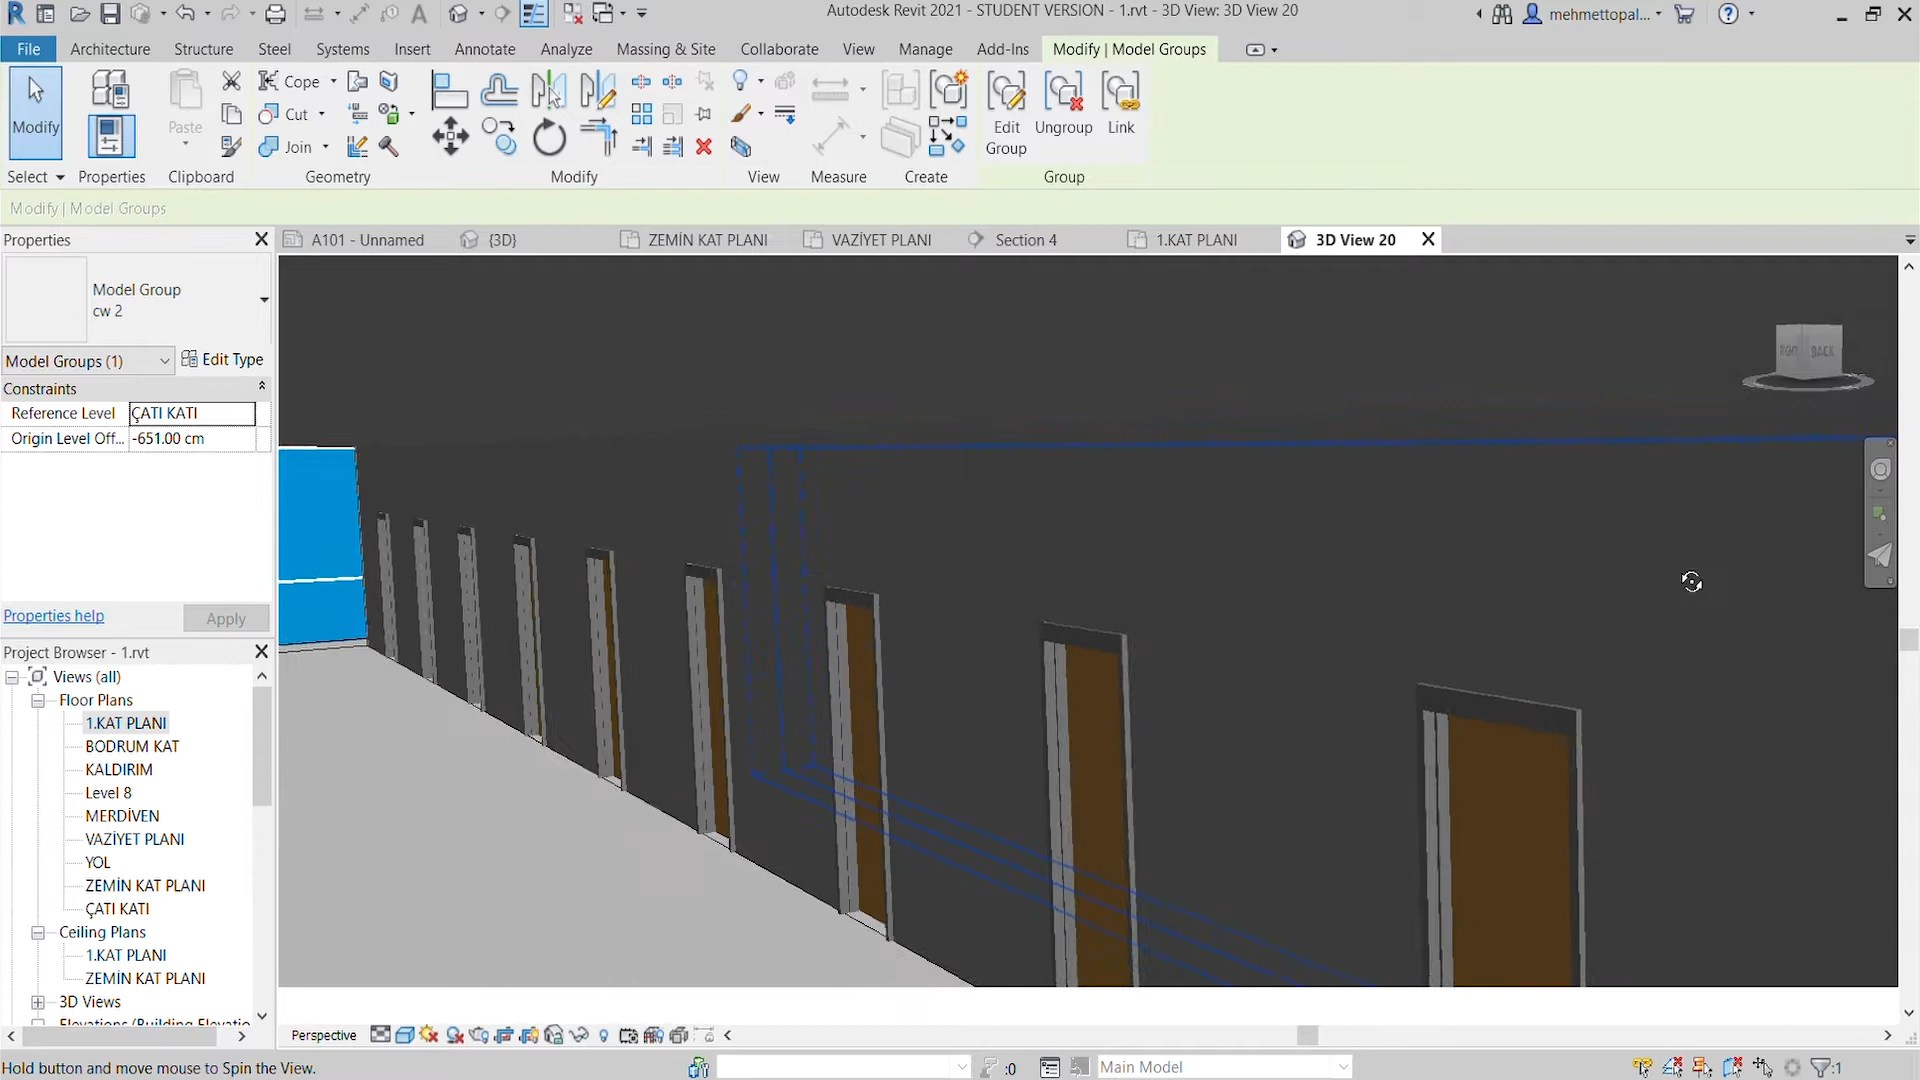 Autodesk Revit 2021 - STUDENT VERSION - 1.rvt - 3D View: 3D View 20
mehmettopal...
File
Architecture
Structure
Steel
Systems
Insert
Annotate
Analyze
Massing & Site
Collaborate
View
Manage
Add-Ins
Modify | Model Groups
Modify
Paste
Cope
Cut
Join
Edit
Group
Ungroup
Link
Select
Properties
Clipboard
Geometry
Modify
View
Measure
Create
Group
Modify | Model Groups
Properties
A101 - Unnamed
{3D}
ZEMİN KAT PLANI
VAZİYET PLANI
Section 4
1.KAT PLANI
3D View 20
Model Group
cw 2
Model Groups (1)
Edit Type
Constraints
Reference Level
ÇATI KATI
Origin Level Off...
-651.00 cm
BACK
Properties help
Apply
Project Browser - 1.rvt
Views (all)
Floor Plans
1.KAT PLANI
BODRUM KAT
KALDIRIM
Level 8
MERDİVEN
VAZİYET PLANI
YOL
ZEMİN KAT PLANI
ÇATI KATI
Ceiling Plans
1.KAT PLANI
ZEMİN KAT PLANI
3D Views
Perspective
Hold button and move mouse to Spin the View.
:0
Main Model
:1